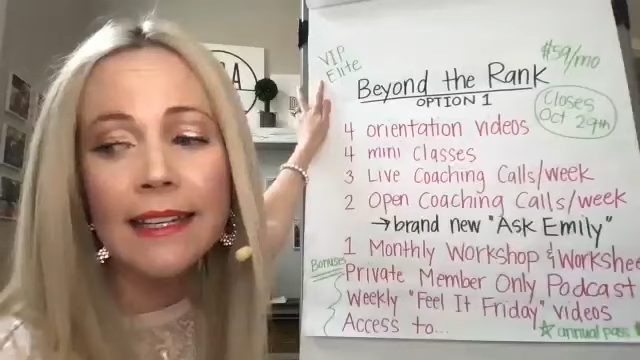 VIP
Elite
$59/mo
Beyond the Rank
OPTION 1
Closes
Oct 29th
4 orientation videos
4 mini classes
3 Live Coaching Calls/week
2 Open Coaching Calls/week
→ brand new "Ask Emily"
1 Monthly Workshop & Workshee
Bonuses
Private Member Only Podcast
Weekly "Feel It Friday" videos
Access to...
☆ annual pass